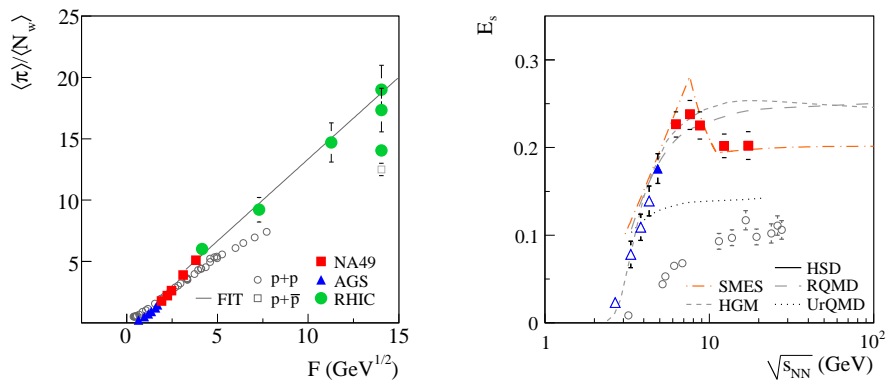 ⟨π⟩/⟨N_w⟩
25
20
15
10
5
0
5
10
15
F (GeV^1/2)
FIT
p+p
p+p̅
NA49
AGS
RHIC
E_s
0.3
0.2
0.1
0
1
10
10^2
√s_NN (GeV)
SMES
HGM
HSD
RQMD
UrQMD